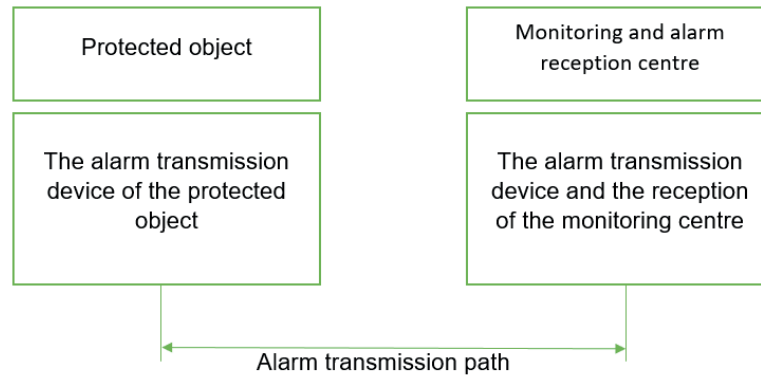 Protected object
Monitoring and alarm
reception centre
The alarm transmission
device of the protected
object
The alarm transmission
device and the reception
of the monitoring centre
Alarm transmission path